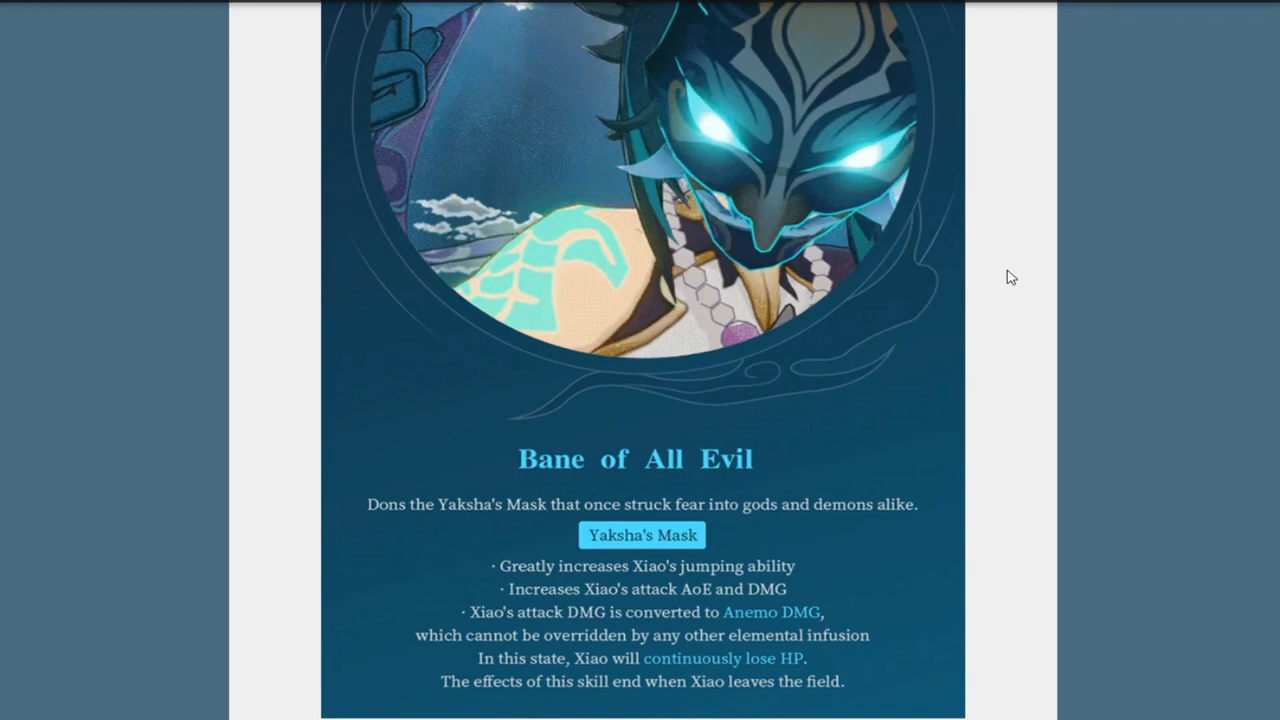 Bane of All Evil
Dons the Yaksha's Mask that once struck fear into gods and demons alike.
Yaksha's Mask
· Greatly increases Xiao's jumping ability
· Increases Xiao's attack AoE and DMG
· Xiao's attack DMG is converted to Anemo DMG,
which cannot be overridden by any other elemental infusion
In this state, Xiao will continuously lose HP.
The effects of this skill end when Xiao leaves the field.